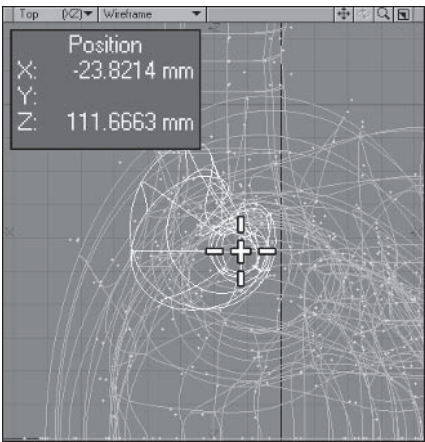 Top (XZ) Wireframe
Position
X: -23.8214 mm
Y:
Z: 111.6663 mm